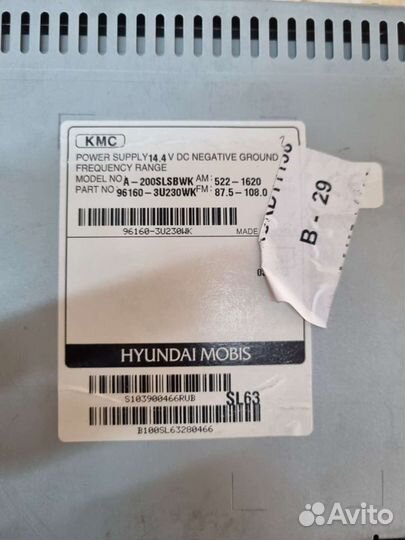 KMC
POWER SUPPLY 14.4 V DC NEGATIVE GROUND
FREQUENCY RANGE
MODEL NO A-200SLSBWK AM: 522-1620
PART NO 96160-3U230WK FM: 87.5-108.0
96160-3U230WK MADE
B - 29
HYUNDAI MOBIS
S103900466RUB SL63
B100SL63280466
Avito